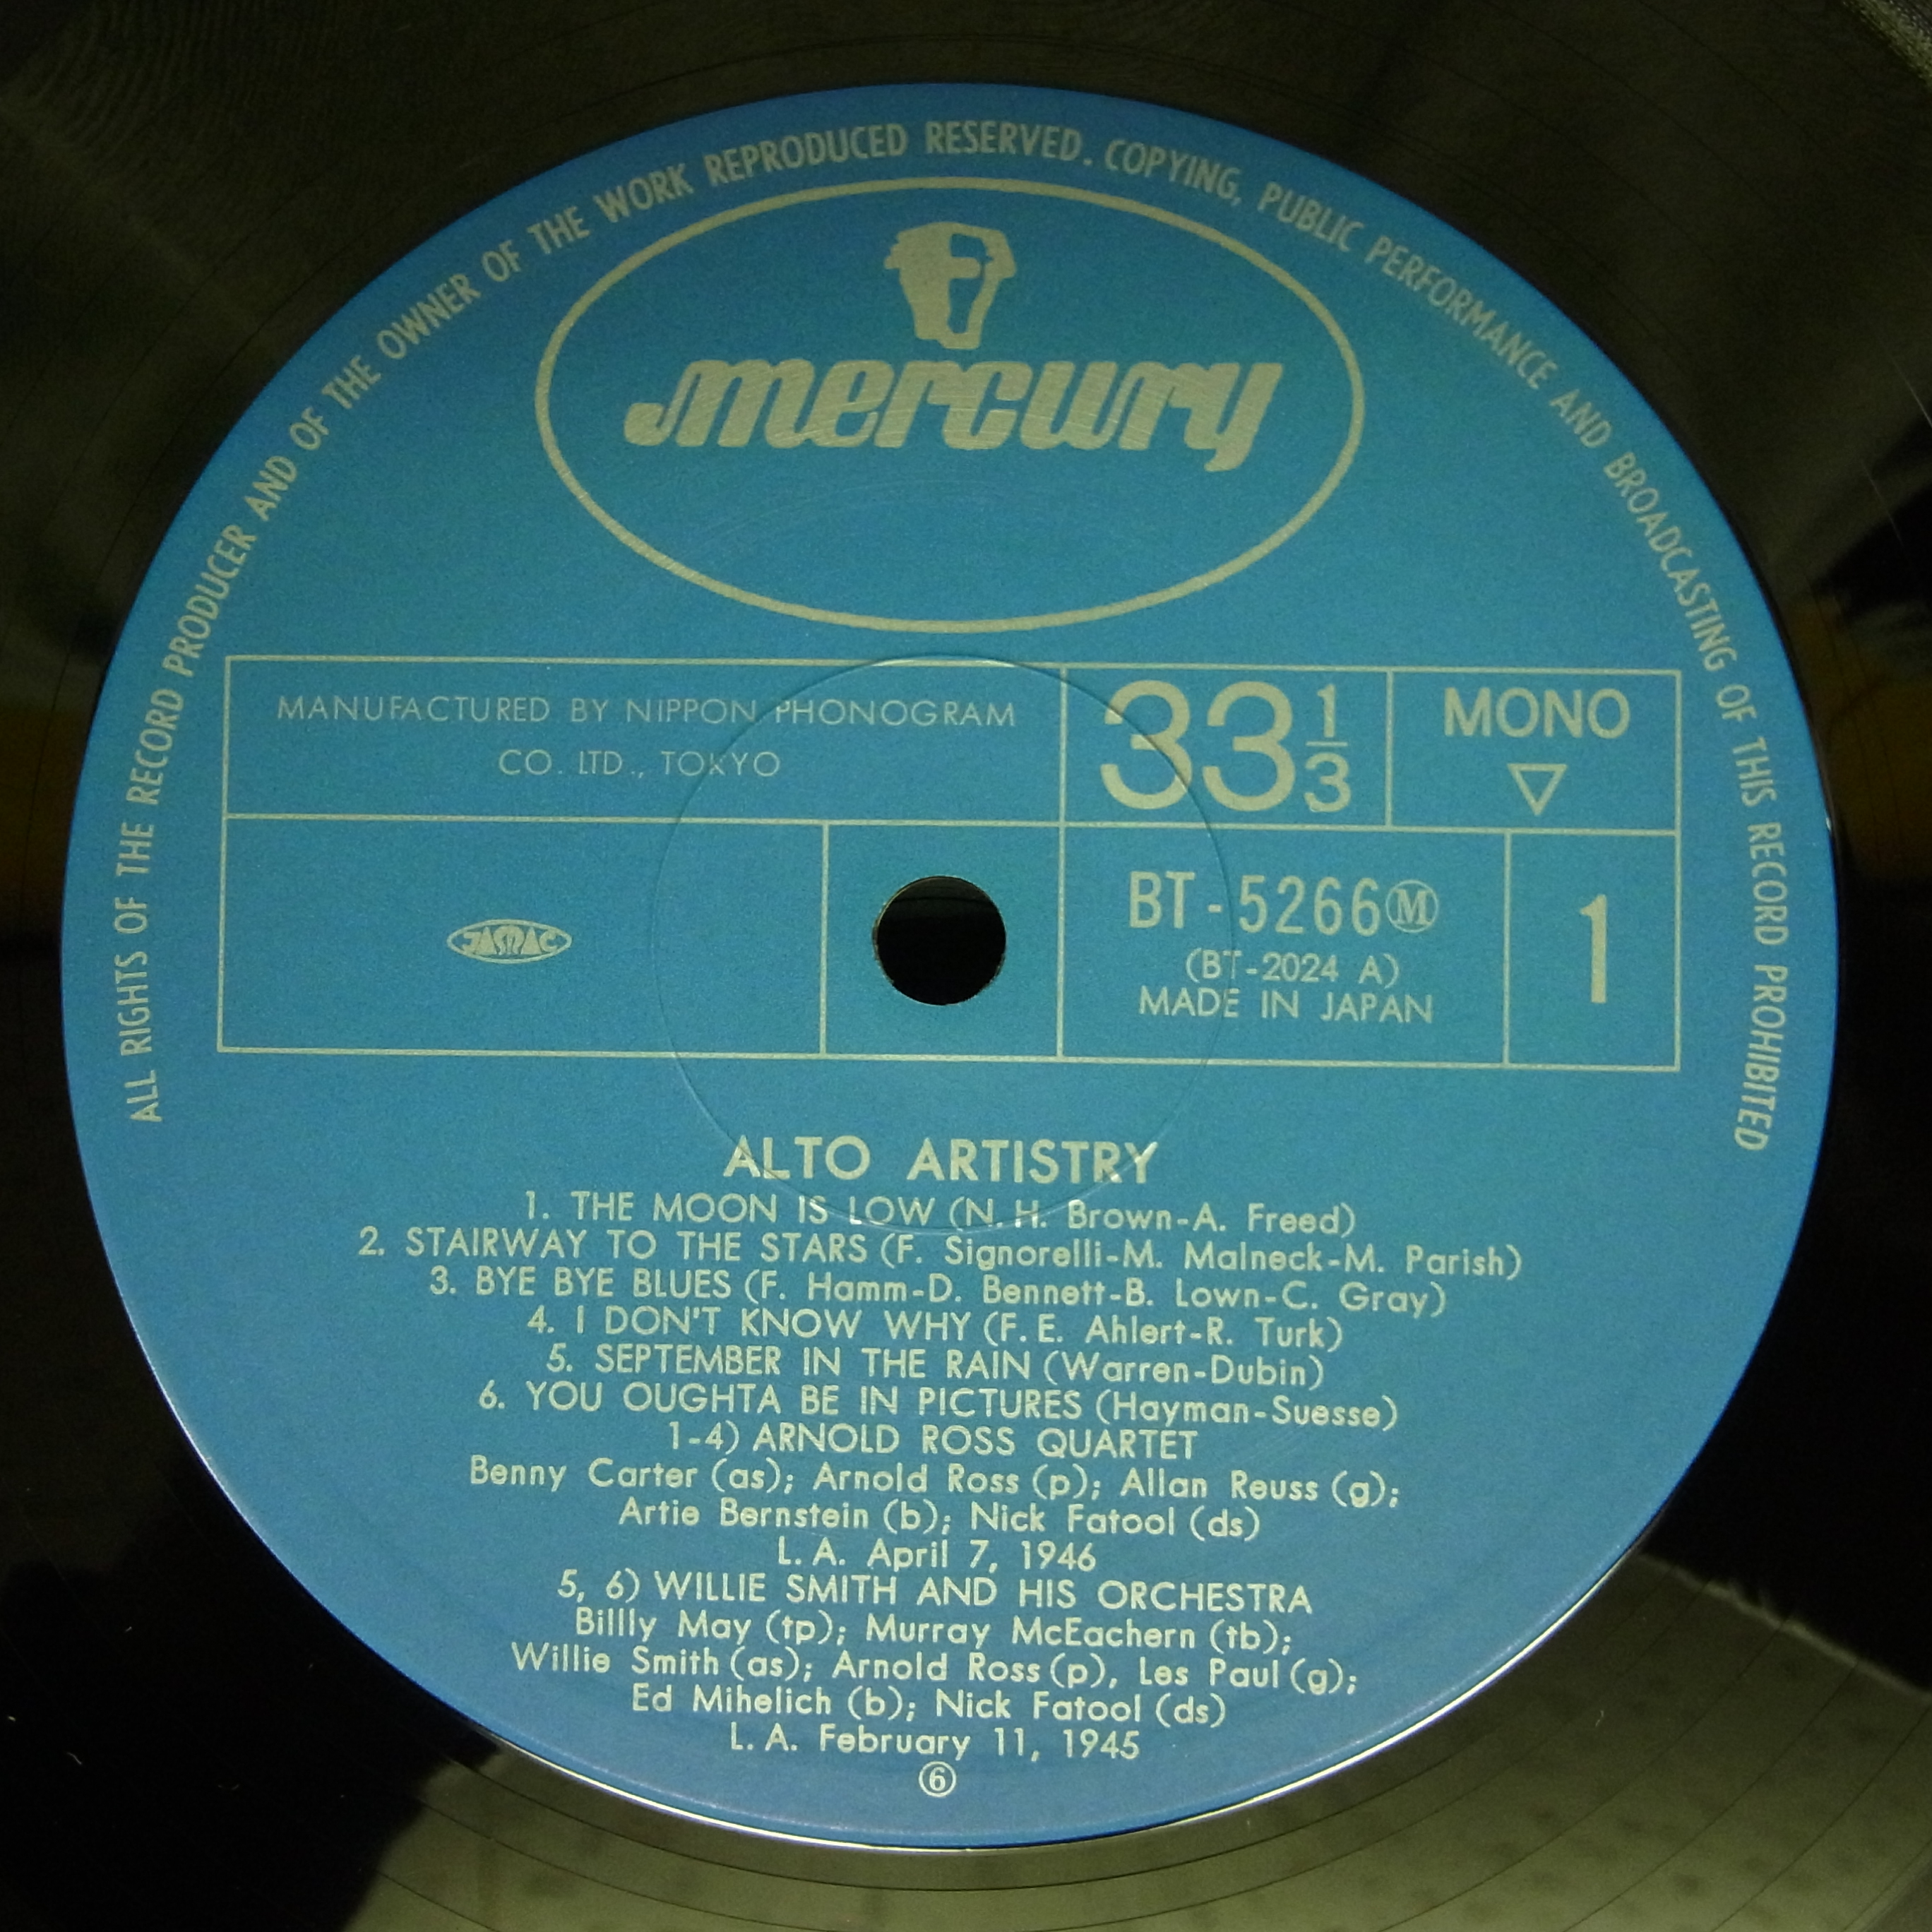 ALL RIGHTS OF THE RECORD PRODUCER AND OF THE OWNER OF THE WORK REPRODUCED RESERVED. COPYING, PUBLIC PERFORMANCE AND BROADCASTING OF THIS RECORD PROHIBITED
mercury
MANUFACTURED BY NIPPON PHONOGRAM
CO. LTD., TOKYO
33 1/3
MONO
▽
JASRAC
BT-5266Ⓜ
(BT-2024 A)
MADE IN JAPAN
1
ALTO ARTISTRY
1. THE MOON IS LOW (N. H. Brown-A. Freed)
2. STAIRWAY TO THE STARS (F. Signorelli-M. Malneck-M. Parish)
3. BYE BYE BLUES (F. Hamm-D. Bennett-B. Lown-C. Gray)
4. I DON'T KNOW WHY (F. E. Ahlert-R. Turk)
5. SEPTEMBER IN THE RAIN (Warren-Dubin)
6. YOU OUGHTA BE IN PICTURES (Hayman-Suesse)
1-4) ARNOLD ROSS QUARTET
Benny Carter (as); Arnold Ross (p); Allan Reuss (g);
Artie Bernstein (b); Nick Fatool (ds)
L. A. April 7, 1946
5, 6) WILLIE SMITH AND HIS ORCHESTRA
Billly May (tp); Murray McEachern (tb);
Willie Smith (as); Arnold Ross (p), Les Paul (g);
Ed Mihelich (b); Nick Fatool (ds)
L. A. February 11, 1945
⑥